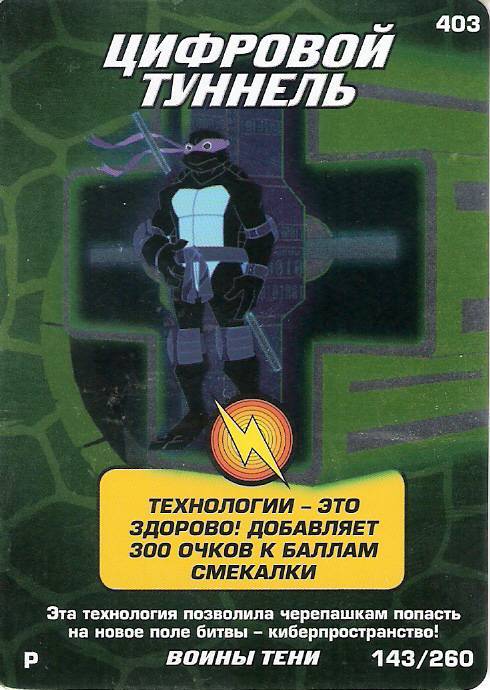 403
ЦИФРОВОЙ
ТУННЕЛЬ
ТЕХНОЛОГИИ – ЭТО
ЗДОРОВО! ДОБАВЛЯЕТ
300 ОЧКОВ К БАЛЛАМ
СМЕКАЛКИ
Эта технология позволила черепашкам попасть
на новое поле битвы – киберпространство!
Р ВОИНЫ ТЕНИ 143/260